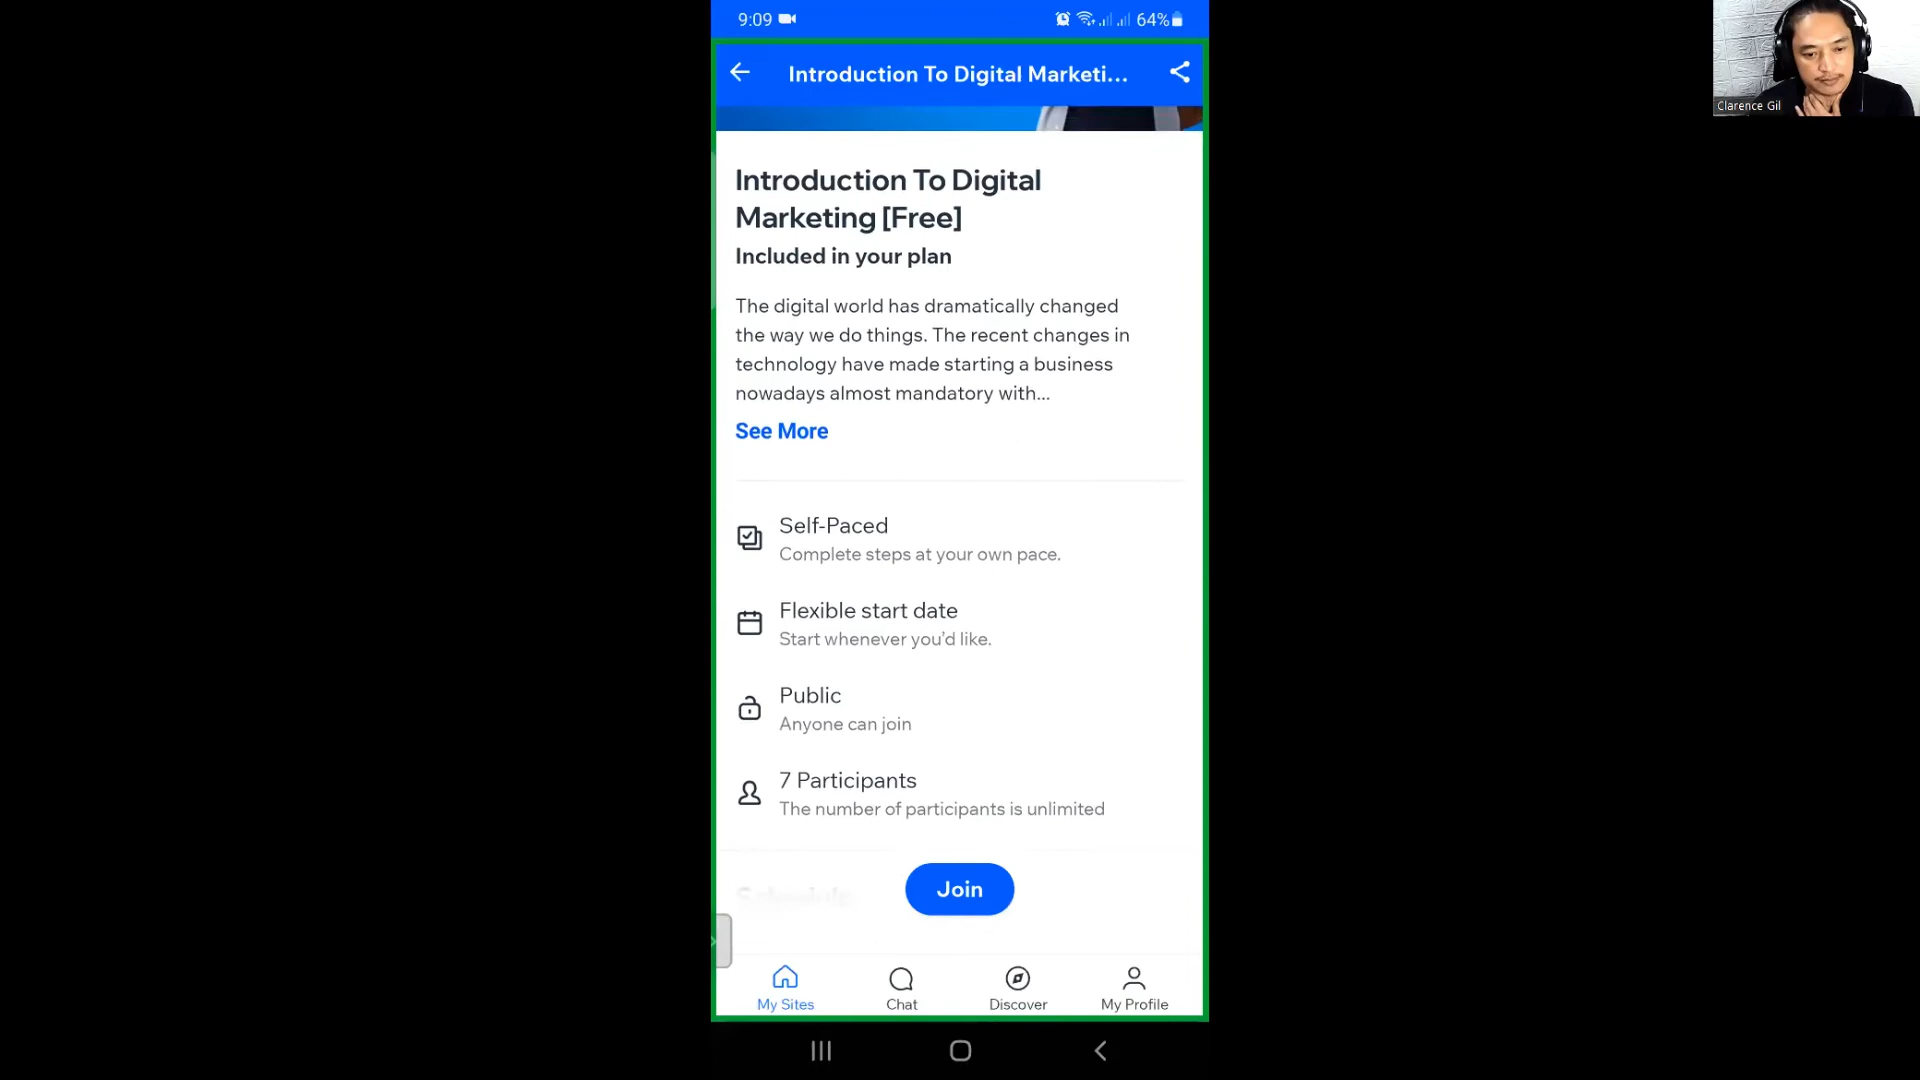 9:09
64%
Introduction To Digital Marketi...
Clarence Gil
Introduction To Digital
Marketing [Free]
Included in your plan
The digital world has dramatically changed
the way we do things. The recent changes in
technology have made starting a business
nowadays almost mandatory with...
See More
Self-Paced
Complete steps at your own pace.
Flexible start date
Start whenever you'd like.
Public
Anyone can join
7 Participants
The number of participants is unlimited
Join
My Sites
Chat
Discover
My Profile